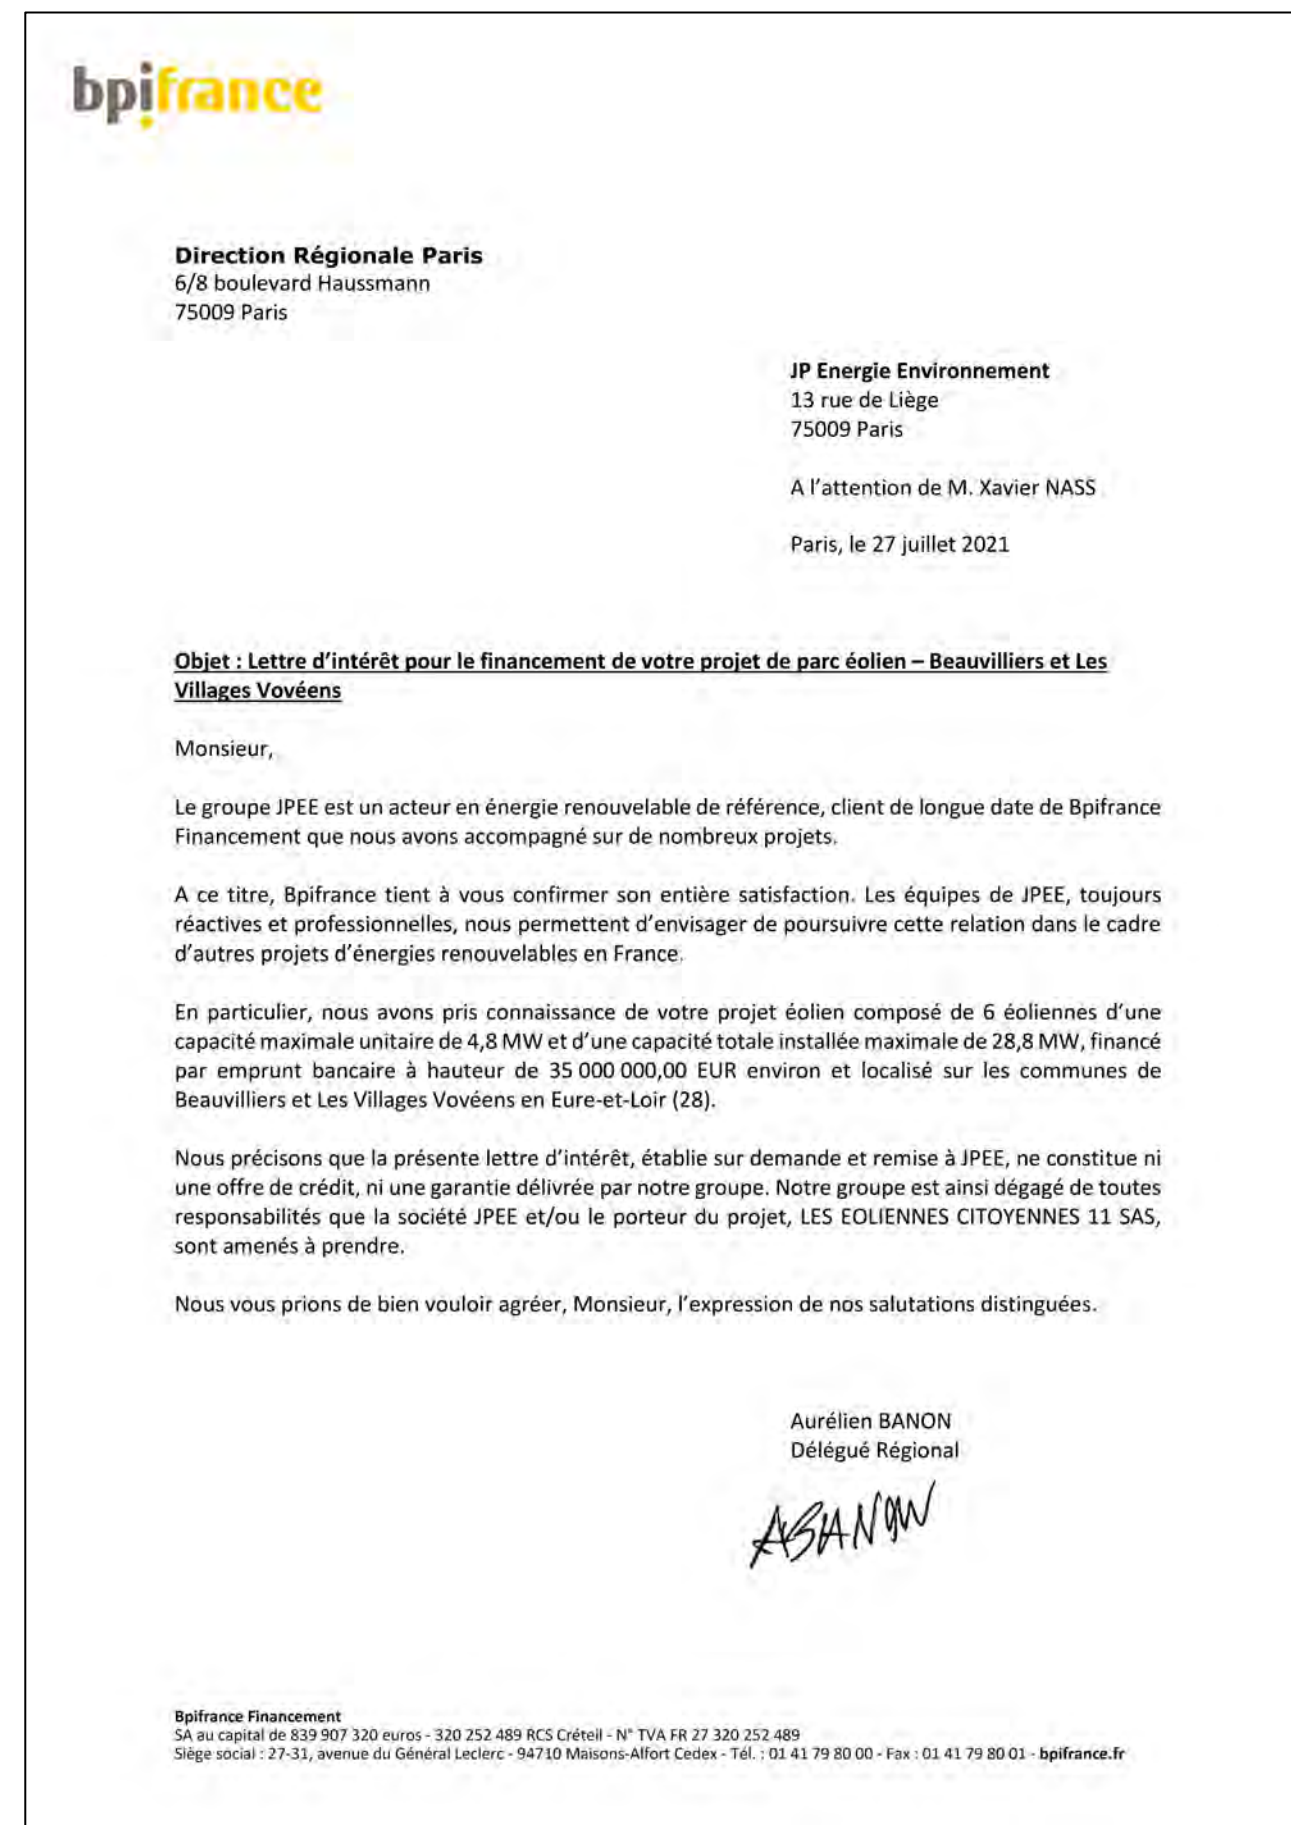 bpifrance
Direction Régionale Paris
6/8 boulevard Haussmann
75009 Paris
JP Energie Environnement
13 rue de Liège
75009 Paris
A l'attention de M. Xavier NASS
Paris, le 27 juillet 2021
Objet : Lettre d'intérêt pour le financement de votre projet de parc éolien – Beauvilliers et Les
Villages Vovéens
Monsieur,
Le groupe JPEE est un acteur en énergie renouvelable de référence, client de longue date de Bpifrance
Financement que nous avons accompagné sur de nombreux projets.
A ce titre, Bpifrance tient à vous confirmer son entière satisfaction. Les équipes de JPEE, toujours
réactives et professionnelles, nous permettent d'envisager de poursuivre cette relation dans le cadre
d'autres projets d'énergies renouvelables en France.
En particulier, nous avons pris connaissance de votre projet éolien composé de 6 éoliennes d'une
capacité maximale unitaire de 4,8 MW et d'une capacité totale installée maximale de 28,8 MW, financé
par emprunt bancaire à hauteur de 35 000 000,00 EUR environ et localisé sur les communes de
Beauvilliers et Les Villages Vovéens en Eure-et-Loir (28).
Nous précisons que la présente lettre d'intérêt, établie sur demande et remise à JPEE, ne constitue ni
une offre de crédit, ni une garantie délivrée par notre groupe. Notre groupe est ainsi dégagé de toutes
responsabilités que la société JPEE et/ou le porteur du projet, LES EOLIENNES CITOYENNES 11 SAS,
sont amenés à prendre.
Nous vous prions de bien vouloir agréer, Monsieur, l'expression de nos salutations distinguées.
Aurélien BANON
Délégué Régional
ABANON
Bpifrance Financement
SA au capital de 839 907 320 euros - 320 252 489 RCS Créteil - N° TVA FR 27 320 252 489
Siège social : 27-31, avenue du Général Leclerc - 94710 Maisons-Alfort Cedex - Tél. : 01 41 79 80 00 - Fax : 01 41 79 80 01 - bpifrance.fr